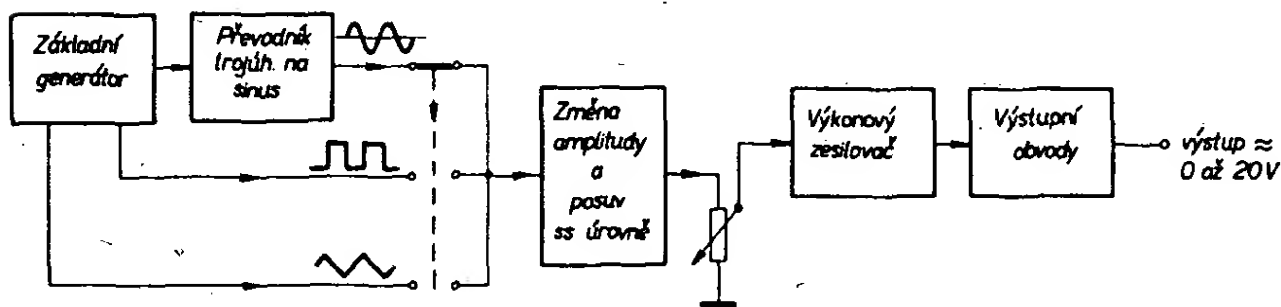 Základní
generátor
Převodník
trojúh. na
sinus
Změna
amplitudy
a
posuv
ss úrovně
Výkonový
zesilovač
Výstupní
obvody
výstup ≈
0 až 20V